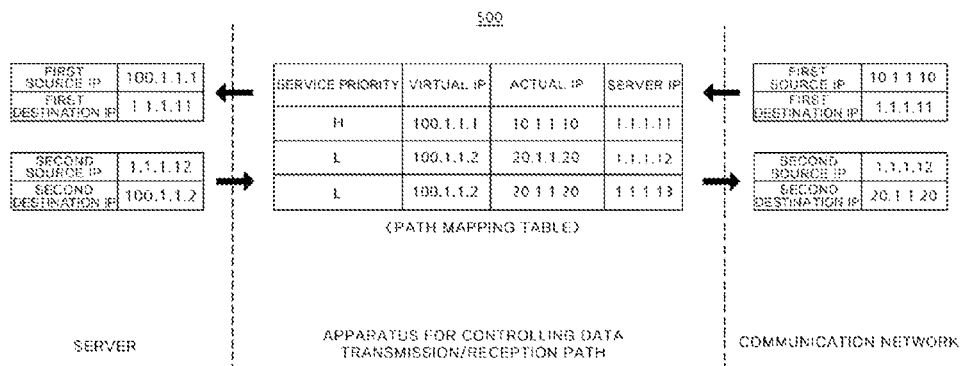 500
FIRST SOURCE IP 100.1.1.1
FIRST DESTINATION IP 1.1.1.11
SECOND SOURCE IP 1.1.1.12
SECOND DESTINATION IP 100.1.1.2
SERVICE PRIORITY VIRTUAL IP ACTUAL IP SERVER IP
H 100.1.1.1 10.1.1.10 1.1.1.11
L 100.1.1.2 20.1.1.20 1.1.1.12
L 100.1.1.2 20.1.1.20 1.1.1.13
(PATH MAPPING TABLE)
FIRST SOURCE IP 10.1.1.10
FIRST DESTINATION IP 1.1.1.11
SECOND SOURCE IP 1.1.1.12
SECOND DESTINATION IP 20.1.1.20
SERVER
APPARATUS FOR CONTROLLING DATA
TRANSMISSION/RECEPTION PATH
COMMUNICATION NETWORK